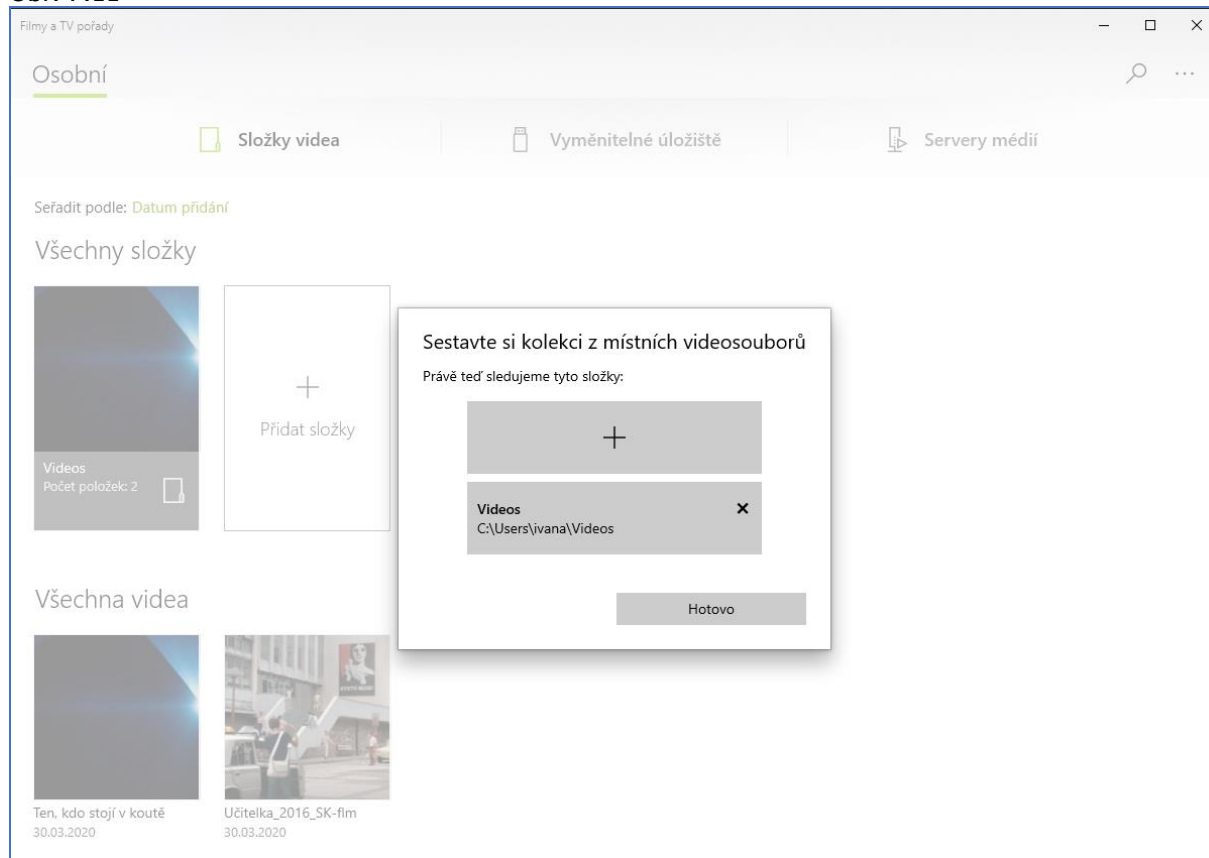 Filmy a TV pořady
Osobní
Složky videa
Vyměnitelné úložiště
Servery médií
Seřadit podle: Datum přidání
Všechny složky
Přidat složky
Videos
Počet položek: 2
Sestavte si kolekci z místních videosouborů
Právě teď sledujeme tyto složky:
Videos
C:\Users\ivana\Videos
Hotovo
Všechna videa
Ten, kdo stojí v koutě
30.03.2020
Učitelka_2016_SK-flm
30.03.2020